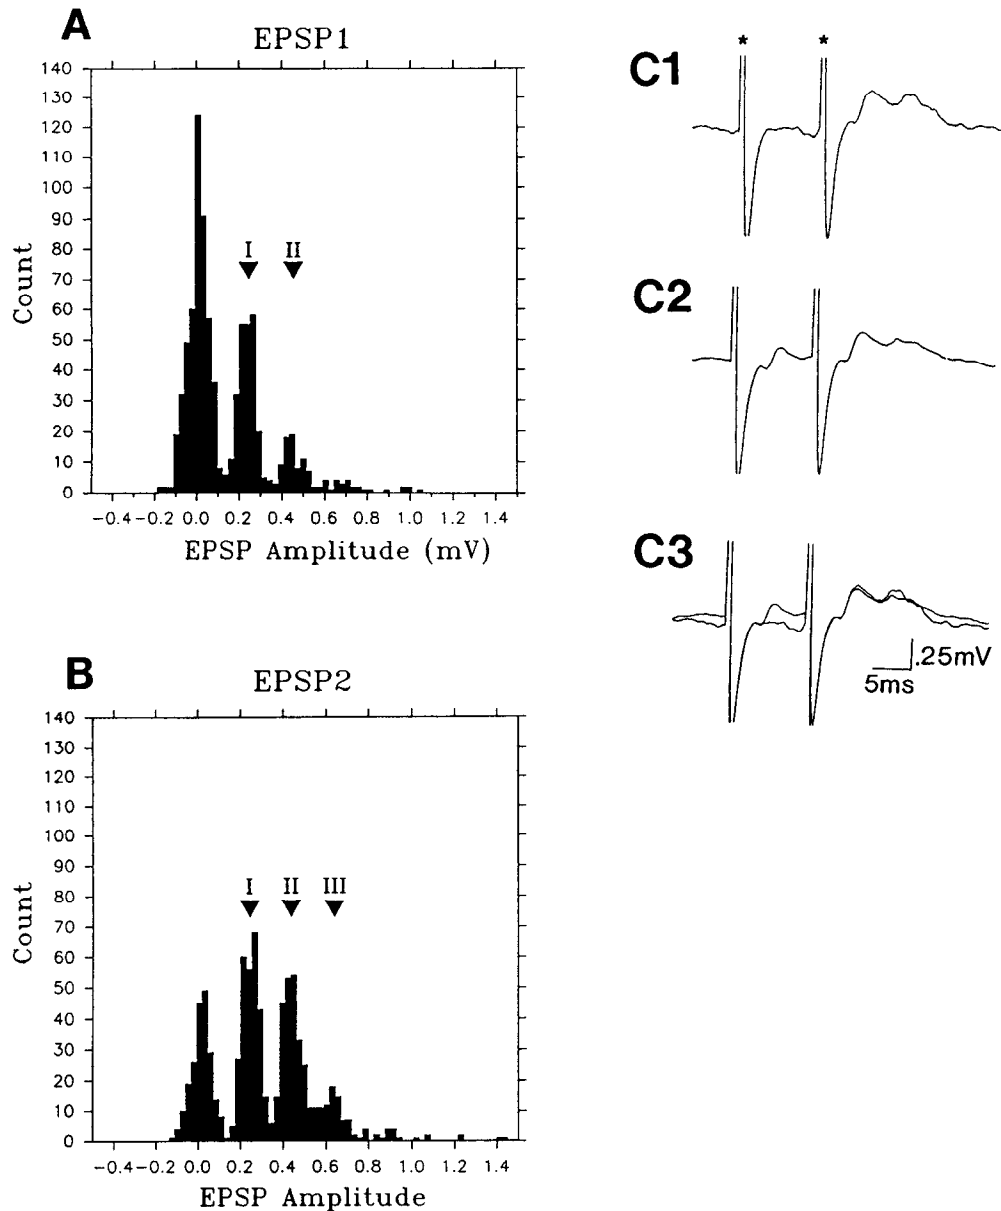 A
EPSP1
140
130
120
110
100
90
80
70
60
50
40
30
20
10
0
Count
I II
−0.4 −0.2 0.0 0.2 0.4 0.6 0.8 1.0 1.2 1.4
EPSP Amplitude (mV)
B
EPSP2
140
130
120
110
100
90
80
70
60
50
40
30
20
10
0
Count
I II III
−0.4 −0.2 0.0 0.2 0.4 0.6 0.8 1.0 1.2 1.4
EPSP Amplitude
C1
* *
C2
C3
.25mV
5ms